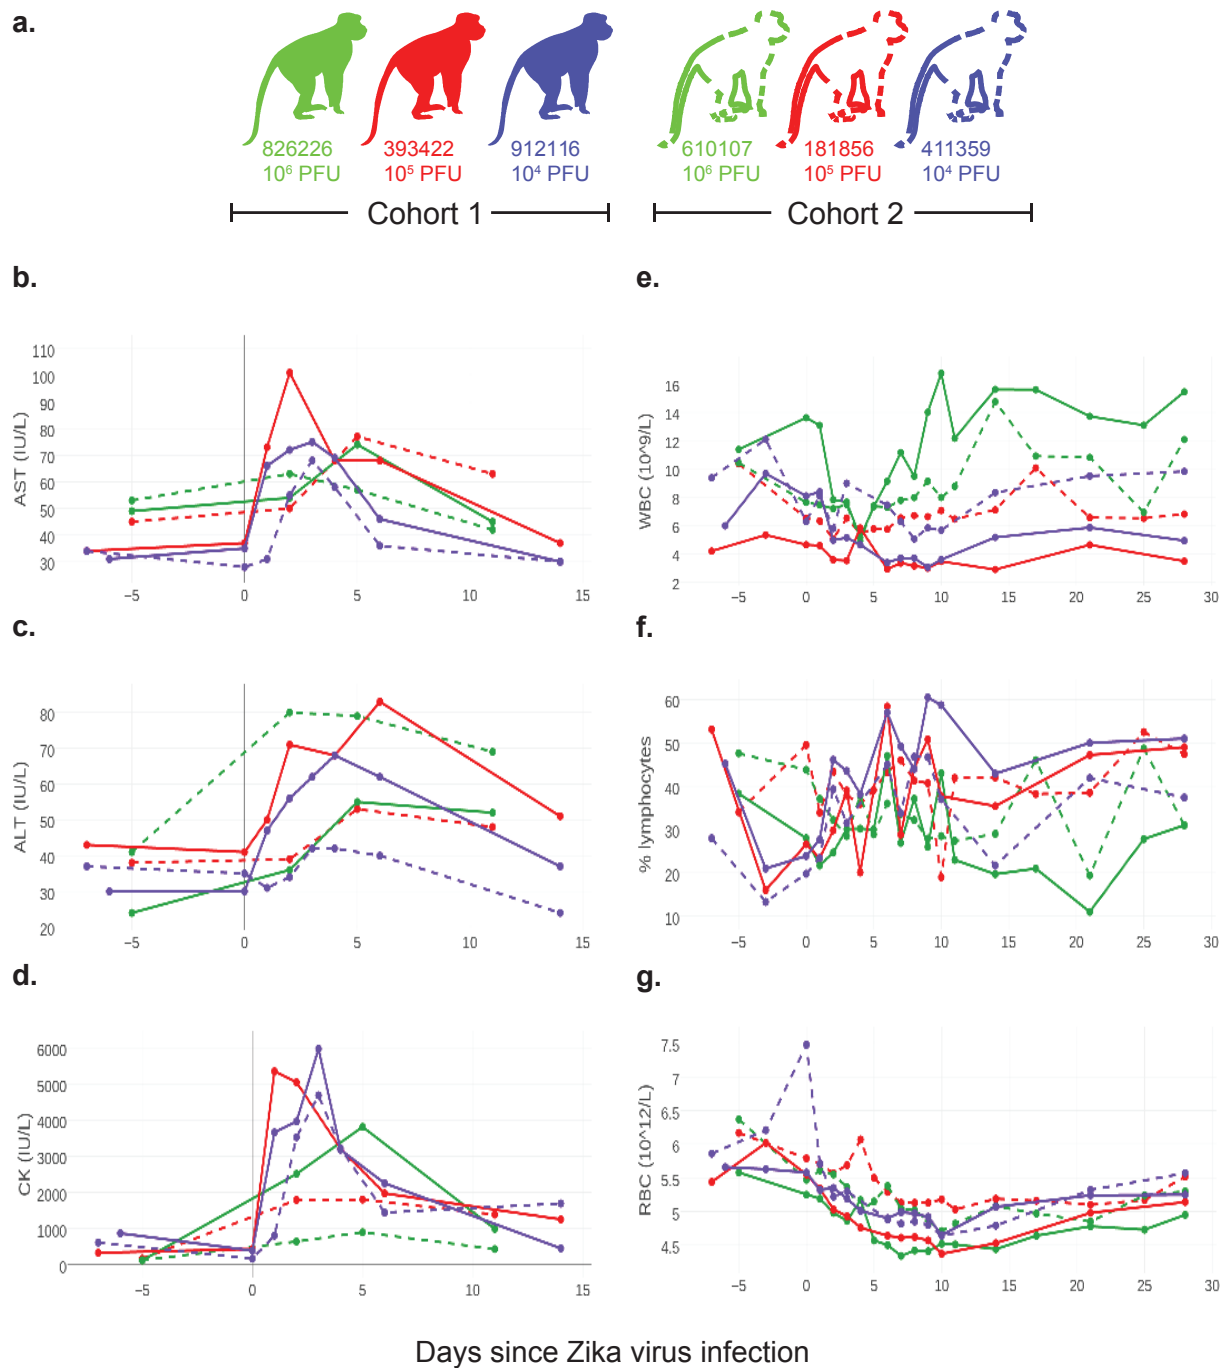 a.
826226 393422 912116 610107 181856 411359
10⁶ PFU 10⁵ PFU 10⁴ PFU 10⁶ PFU 10⁵ PFU 10⁴ PFU
Cohort 1 Cohort 2
b.
AST (IU/L)
110
100
90
80
70
60
50
40
30
−5 0 5 10 15
c.
ALT (IU/L)
80
70
60
50
40
30
20
−5 0 5 10 15
d.
CK (IU/L)
6000
5000
4000
3000
2000
1000
0
−5 0 5 10 15
e.
WBC (10^9/L)
16
14
12
10
8
6
4
2
−5 0 5 10 15 20 25 30
f.
% lymphocytes
60
50
40
30
20
10
−5 0 5 10 15 20 25 30
g.
RBC (10^12/L)
7.5
7
6.5
6
5.5
5
4.5
−5 0 5 10 15 20 25 30
Days since Zika virus infection